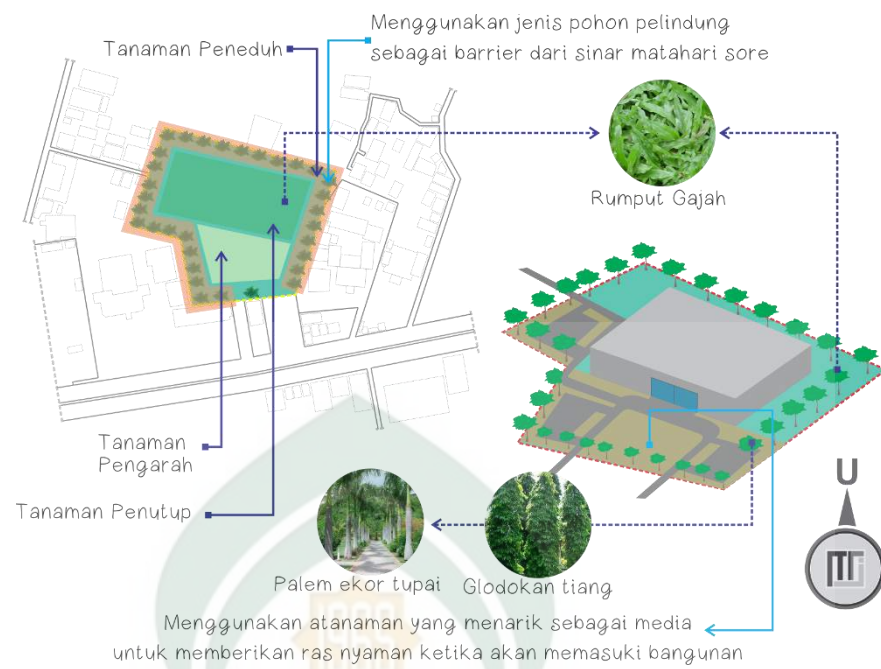 Tanaman Peneduh
Menggunakan jenis pohon pelindung
sebagai barrier dari sinar matahari sore
Rumput Gajah
Tanaman
Pengarah
Tanaman Penutup
U
Palem ekor tupai
Glodokan tiang
Menggunakan atanaman yang menarik sebagai media
untuk memberikan ras nyaman ketika akan memasuki bangunan